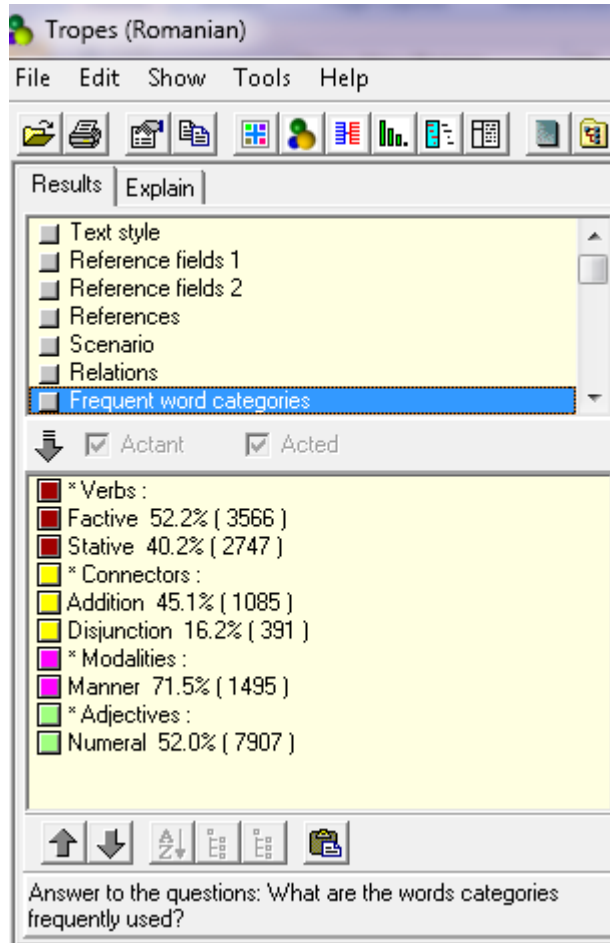 Tropes (Romanian)
File Edit Show Tools Help
Results Explain
Text style
Reference fields 1
Reference fields 2
References
Scenario
Relations
Frequent word categories
Actant Acted
* Verbs :
Factive 52.2% ( 3566 )
Stative 40.2% ( 2747 )
* Connectors :
Addition 45.1% ( 1085 )
Disjunction 16.2% ( 391 )
* Modalities :
Manner 71.5% ( 1495 )
* Adjectives :
Numeral 52.0% ( 7907 )
Answer to the questions: What are the words categories
frequently used?